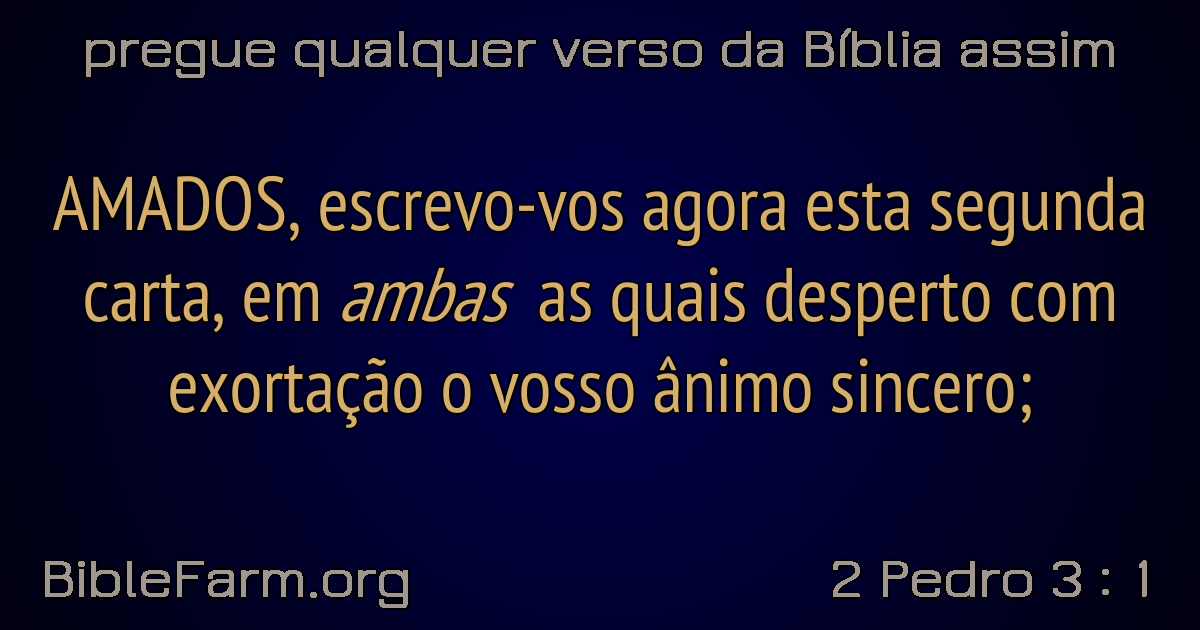 pregue qualquer verso da Bíblia assim
AMADOS, escrevo-vos agora esta segunda
carta, em ambas as quais desperto com
exortação o vosso ânimo sincero;
BibleFarm.org
2 Pedro 3 : 1